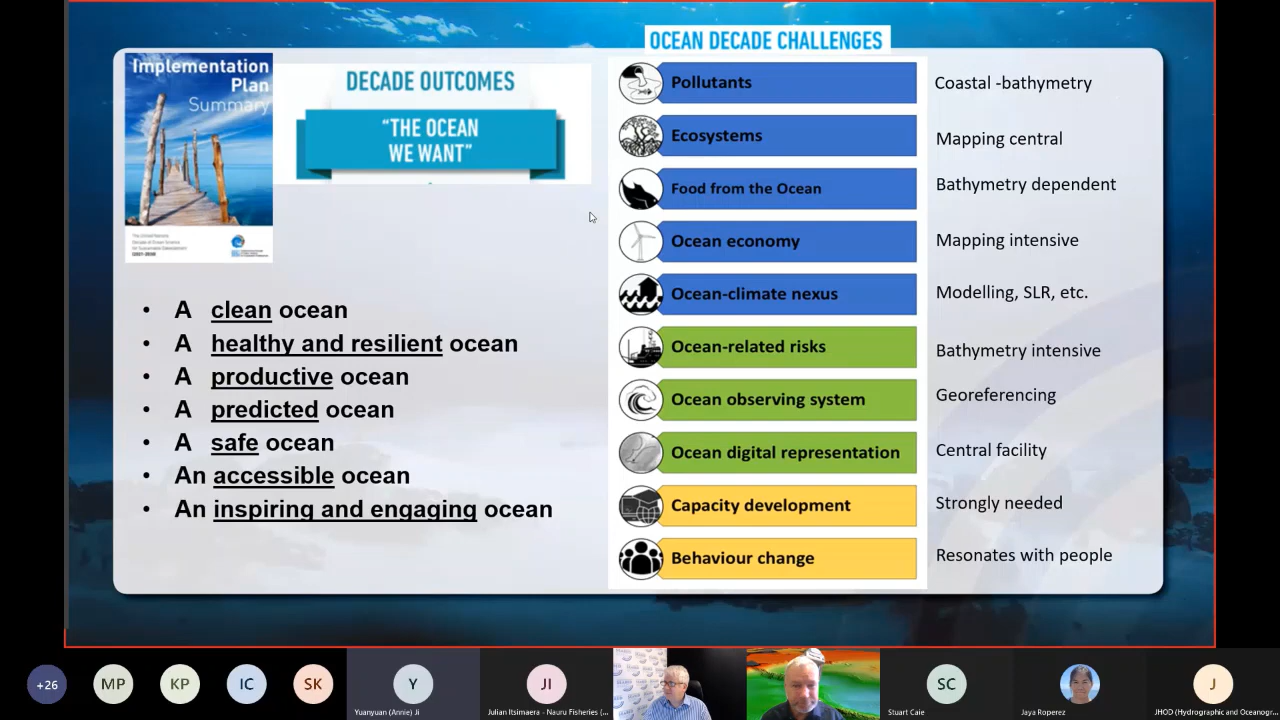 Implementation
Plan
Summary
DECADE OUTCOMES
“THE OCEAN
WE WANT”
• A clean ocean
• A healthy and resilient ocean
• A productive ocean
• A predicted ocean
• A safe ocean
• An accessible ocean
• An inspiring and engaging ocean
OCEAN DECADE CHALLENGES
Pollutants Coastal -bathymetry
Ecosystems Mapping central
Food from the Ocean Bathymetry dependent
Ocean economy Mapping intensive
Ocean-climate nexus Modelling, SLR, etc.
Ocean-related risks Bathymetry intensive
Ocean observing system Georeferencing
Ocean digital representation Central facility
Capacity development Strongly needed
Behaviour change Resonates with people
+26
MP
KP
IC
SK
Y
Yuanyuan (Annie) Ji
JI
Julian Itsimaera - Nauru Fisheries (...
SC
Stuart Caie
Jaya Roperez
J
JHOD (Hydrographic and Oceanogr...